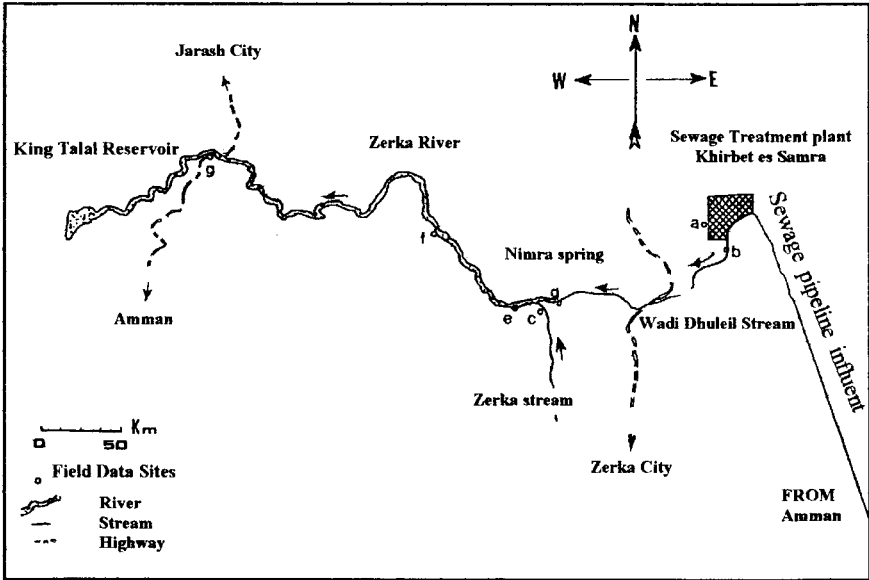 Jarash City
N
W
E
King Talal Reservoir
Zerka River
Sewage Treatment plant
Khirbet es Samra
g
a
b
f
Nimra spring
Sewage pipeline influent
Amman
g
e
c
Wadi Dhuleil Stream
Zerka stream
Km
0 50
Zerka City
Field Data Sites
River
Stream
Highway
FROM
Amman